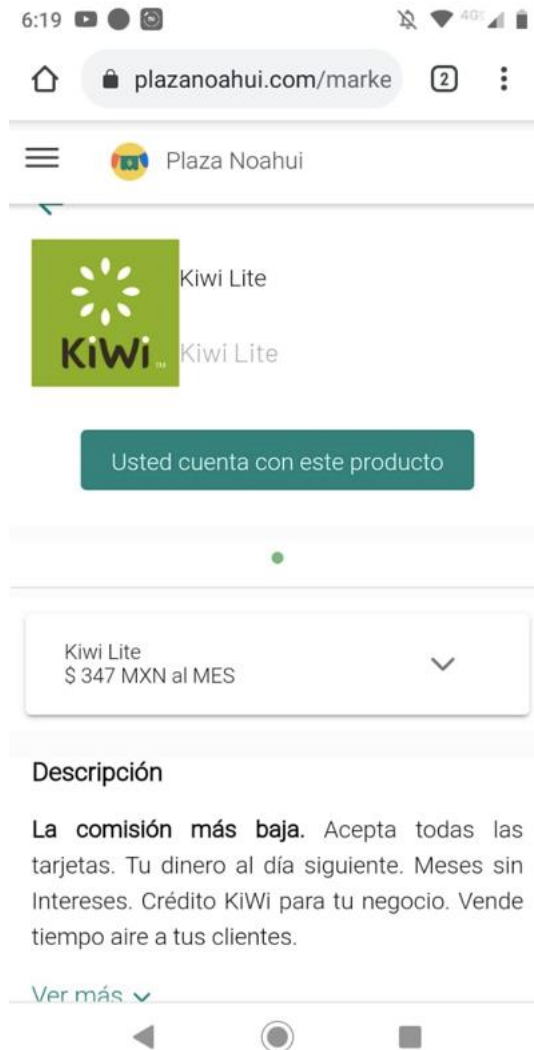 6:19
4G
plazanoahui.com/marke
2
Plaza Noahui
KiWi
TM
Kiwi Lite
Kiwi Lite
Usted cuenta con este producto
Kiwi Lite
$ 347 MXN al MES
Descripción
La comisión más baja. Acepta todas las
tarjetas. Tu dinero al día siguiente. Meses sin
Intereses. Crédito KiWi para tu negocio. Vende
tiempo aire a tus clientes.
Ver más